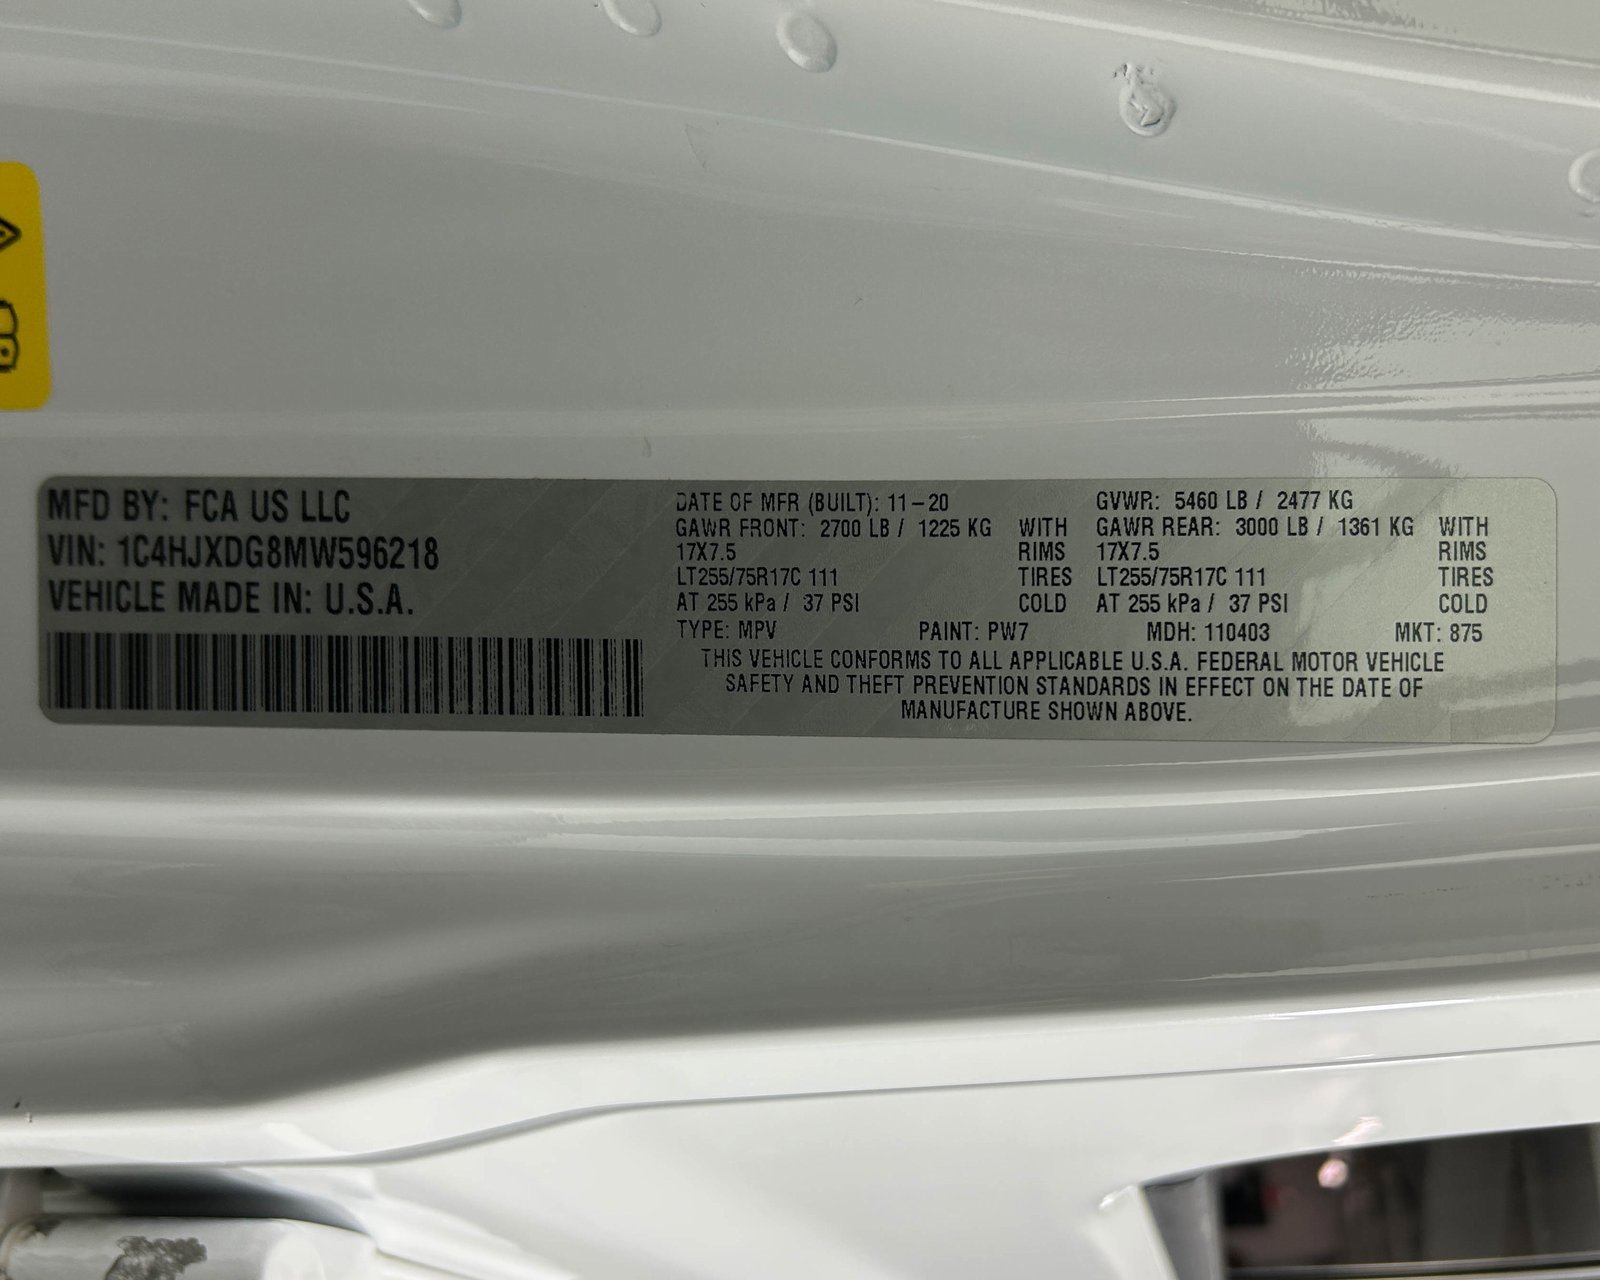 MFD BY: FCA US LLC
VIN: 1C4HJXDG8MW596218
VEHICLE MADE IN: U.S.A.
DATE OF MFR (BUILT): 11-20 GVWR: 5460 LB / 2477 KG
GAWR FRONT: 2700 LB / 1225 KG WITH GAWR REAR: 3000 LB / 1361 KG WITH
17X7.5 RIMS 17X7.5 RIMS
LT255/75R17C 111 TIRES LT255/75R17C 111 TIRES
AT 255 kPa / 37 PSI COLD AT 255 kPa / 37 PSI COLD
TYPE: MPV PAINT: PW7 MDH: 110403 MKT: 875
THIS VEHICLE CONFORMS TO ALL APPLICABLE U.S.A. FEDERAL MOTOR VEHICLE
SAFETY AND THEFT PREVENTION STANDARDS IN EFFECT ON THE DATE OF
MANUFACTURE SHOWN ABOVE.